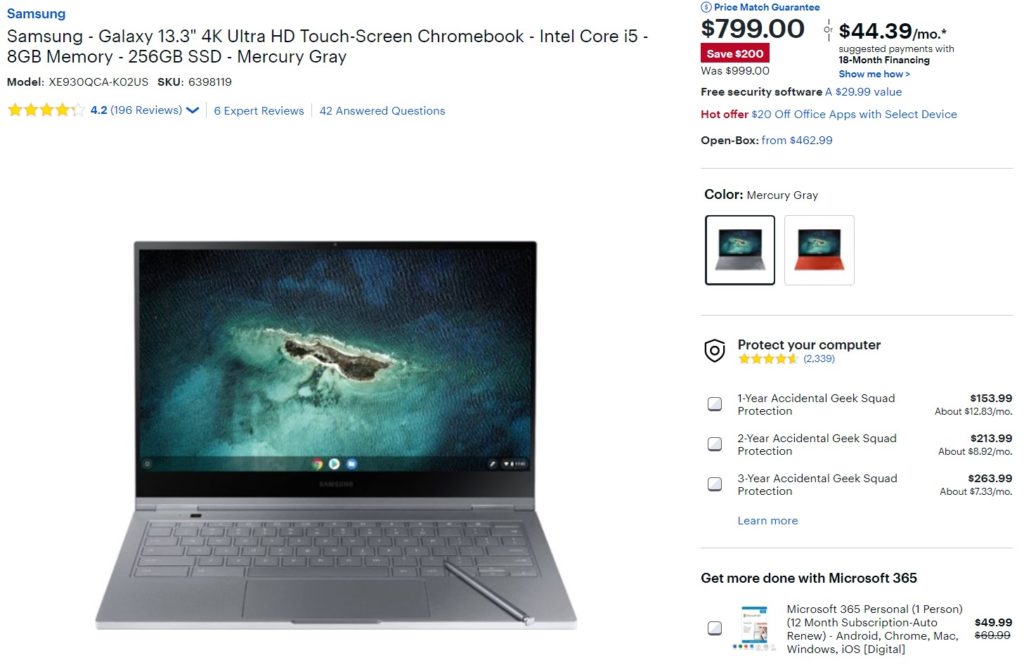 Samsung
Samsung - Galaxy 13.3" 4K Ultra HD Touch-Screen Chromebook - Intel Core i5 -
8GB Memory - 256GB SSD - Mercury Gray
Model: XE930QCA-K02US SKU: 6398119
4.2 (196 Reviews) 6 Expert Reviews 42 Answered Questions
SAMSUNG
Price Match Guarantee
$799.00
Save $200
Was $999.00
or
$44.39/mo.*
suggested payments with
18-Month Financing
Show me how >
Free security software A $29.99 value
Hot offer $20 Off Office Apps with Select Device
Open-Box: from $462.99
Color: Mercury Gray
Protect your computer
(2,339)
1-Year Accidental Geek Squad
Protection
$153.99
About $12.83/mo.
2-Year Accidental Geek Squad
Protection
$213.99
About $8.92/mo.
3-Year Accidental Geek Squad
Protection
$263.99
About $7.33/mo.
Learn more
Get more done with Microsoft 365
Microsoft 365 Personal (1 Person)
(12 Month Subscription-Auto
Renew) - Android, Chrome, Mac,
Windows, iOS [Digital]
$49.99
$69.99